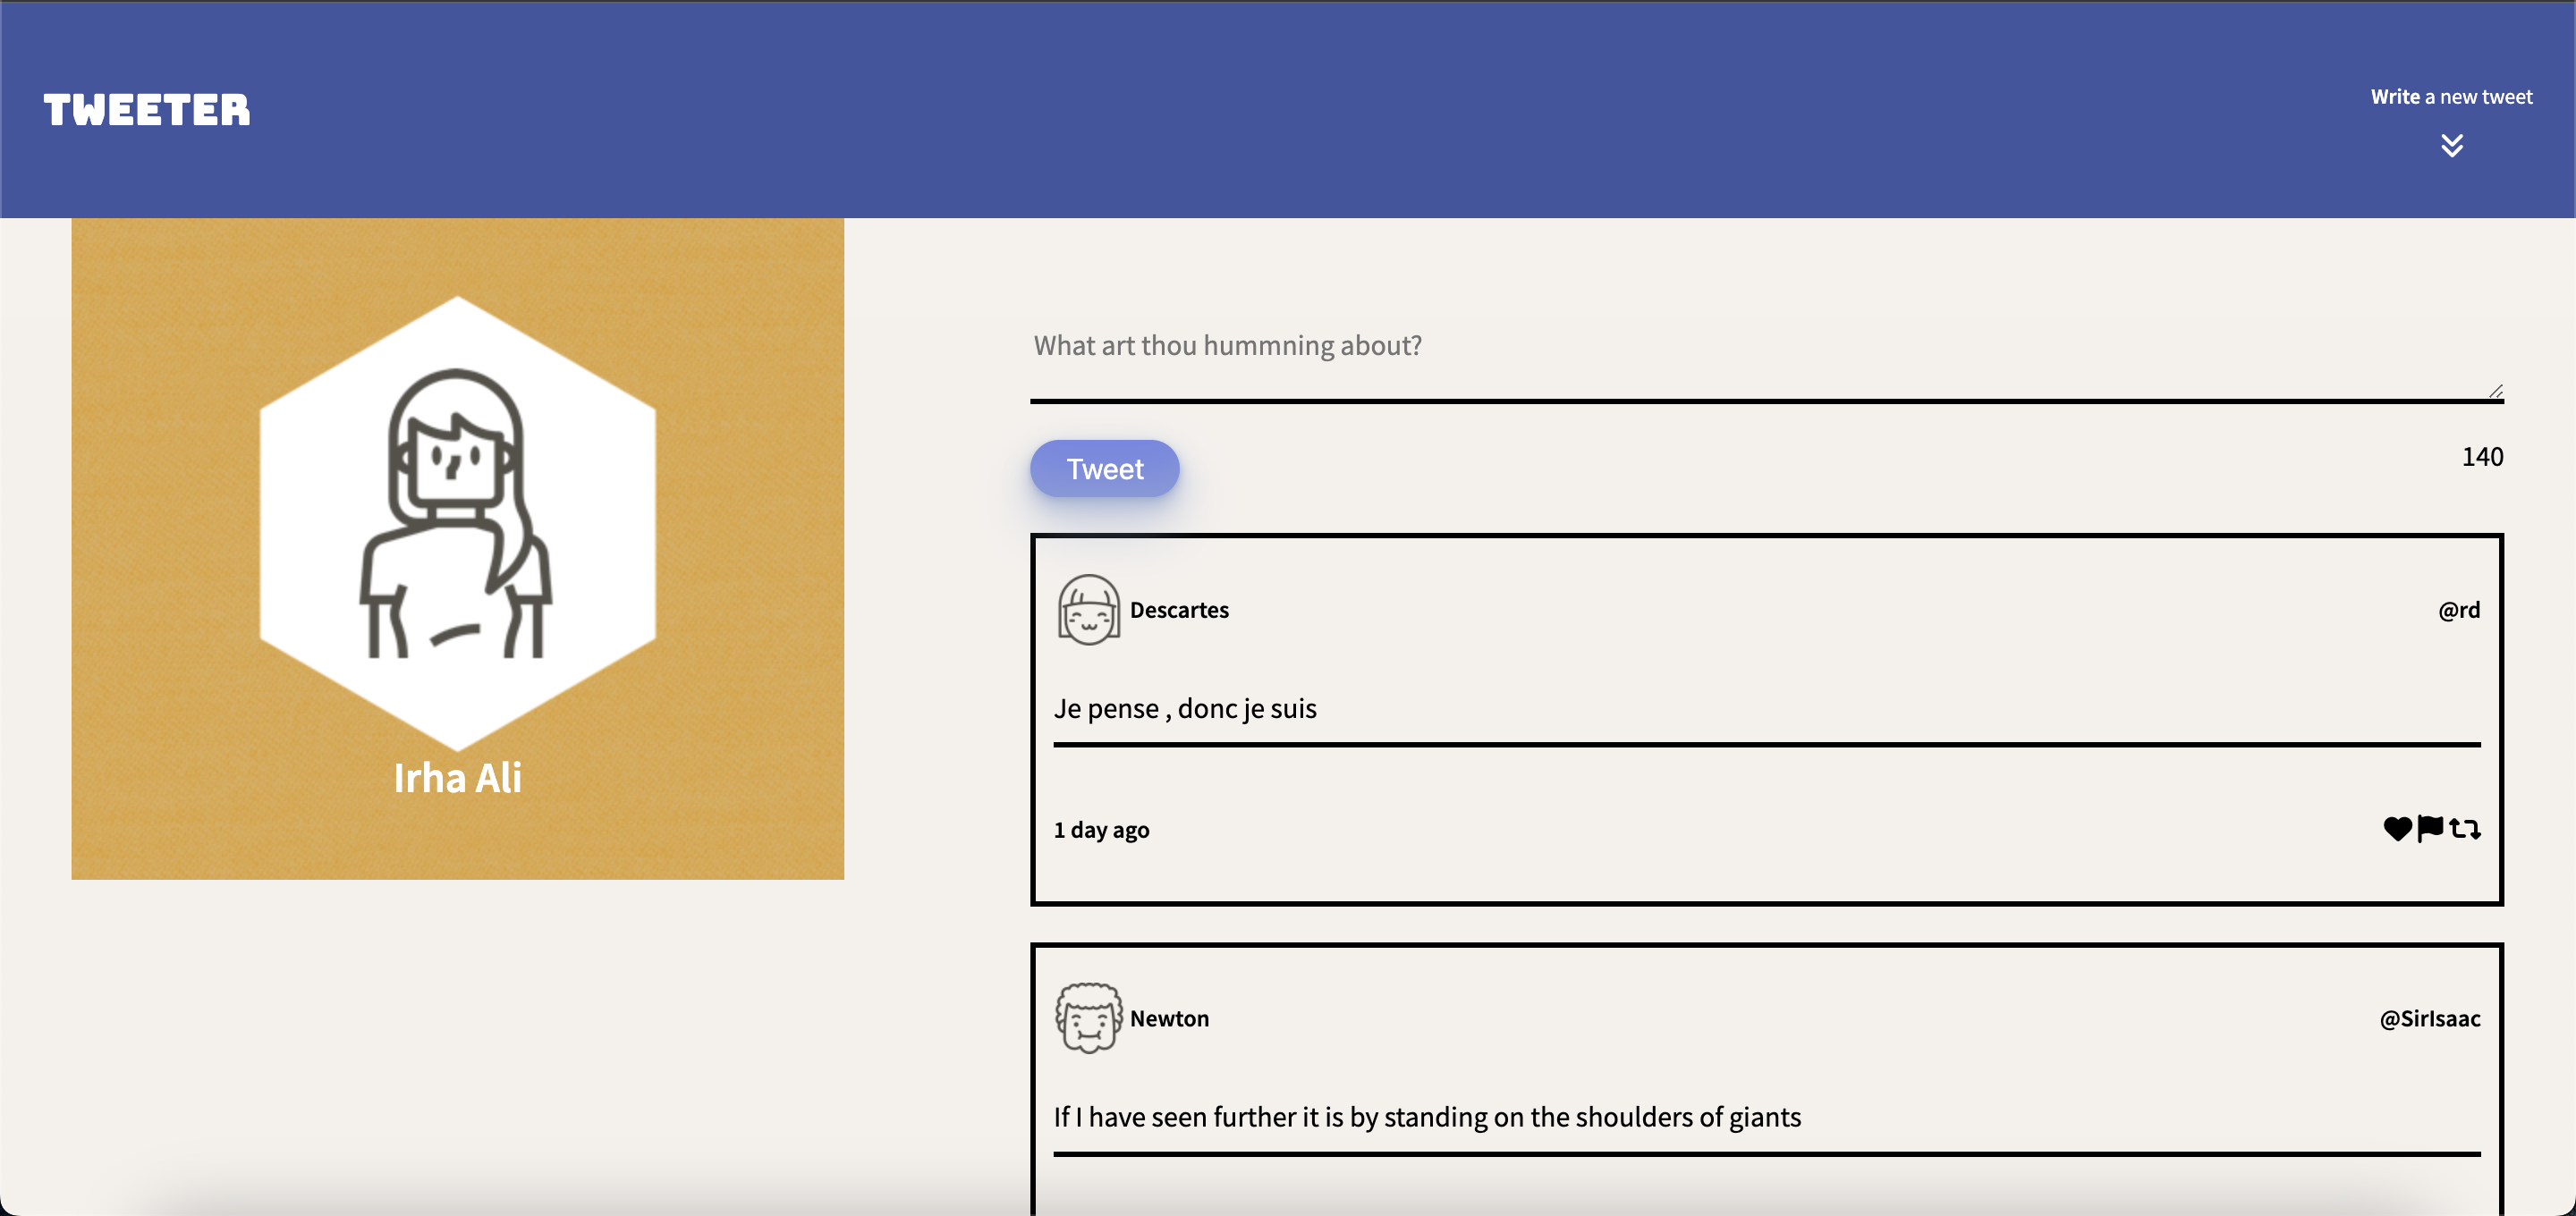 TWEETER
Write a new tweet
Irha Ali
What art thou hummning about?
Tweet
140
Descartes
@rd
Je pense , donc je suis
1 day ago
Newton
@SirIsaac
If I have seen further it is by standing on the shoulders of giants